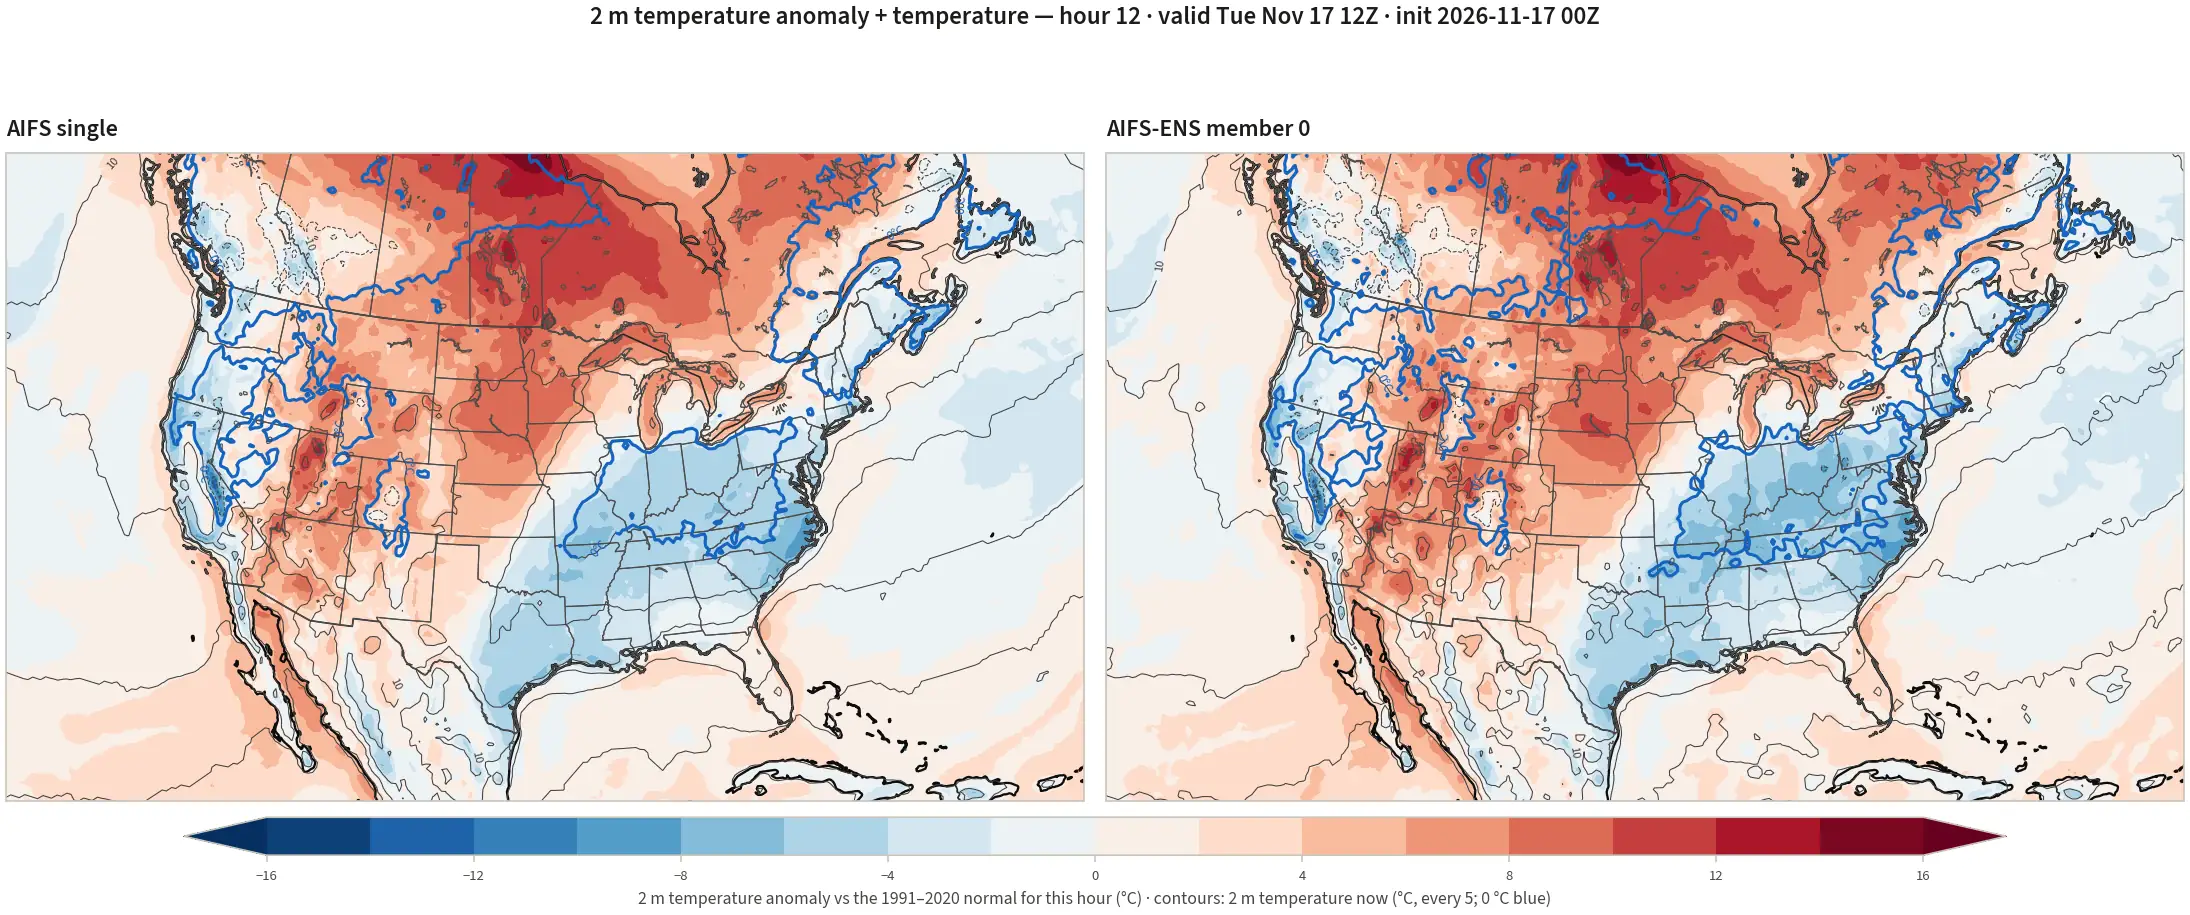 2 m temperature anomaly + temperature — hour 12 · valid Tue Nov 17 12Z · init 2026-11-17 00Z
AIFS single
AIFS-ENS member 0
10
10
10
10
10
−16 −12 −8 −4 0 4 8 12 16
2 m temperature anomaly vs the 1991–2020 normal for this hour (°C) · contours: 2 m temperature now (°C, every 5; 0 °C blue)